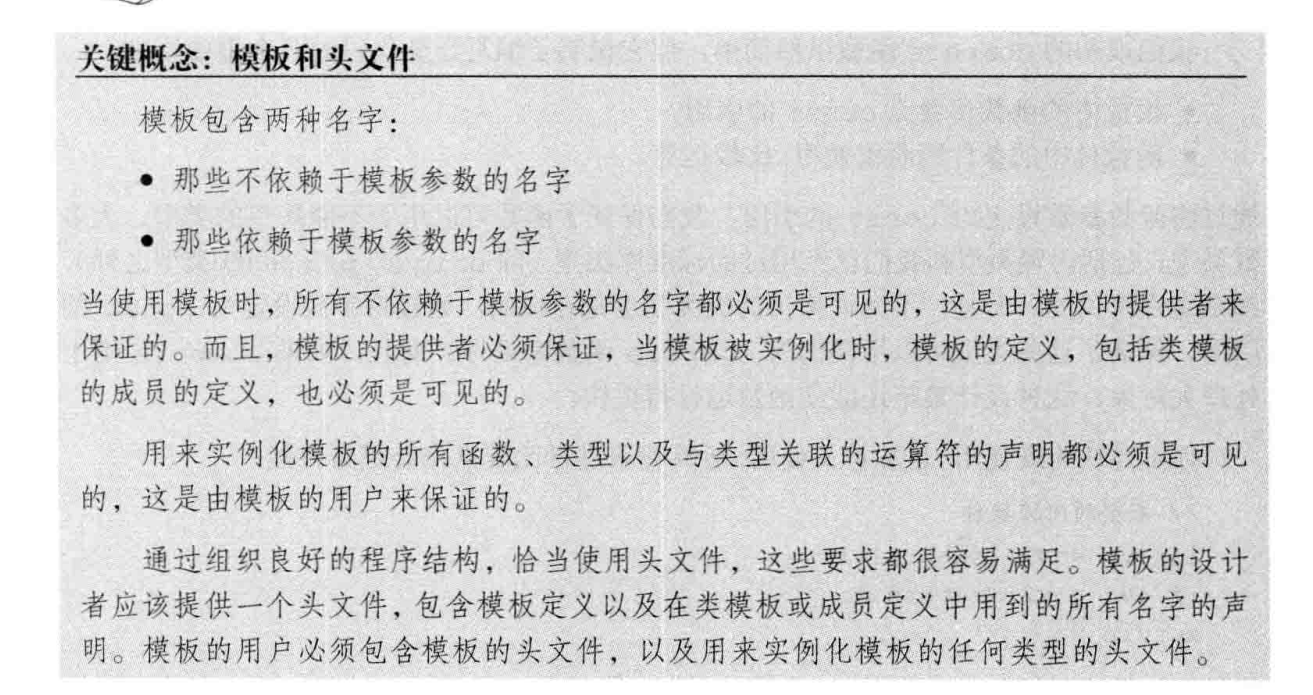 关键概念：模板和头文件
模板包含两种名字：
● 那些不依赖于模板参数的名字
● 那些依赖于模板参数的名字
当使用模板时，所有不依赖于模板参数的名字都必须是可见的，这是由模板的提供者来
保证的。而且，模板的提供者必须保证，当模板被实例化时，模板的定义，包括类模板
的成员的定义，也必须是可见的。
用来实例化模板的所有函数、类型以及与类型关联的运算符的声明都必须是可见
的，这是由模板的用户来保证的。
通过组织良好的程序结构，恰当使用头文件，这些要求都很容易满足。模板的设计
者应该提供一个头文件，包含模板定义以及在类模板或成员定义中用到的所有名字的声
明。模板的用户必须包含模板的头文件，以及用来实例化模板的任何类型的头文件。